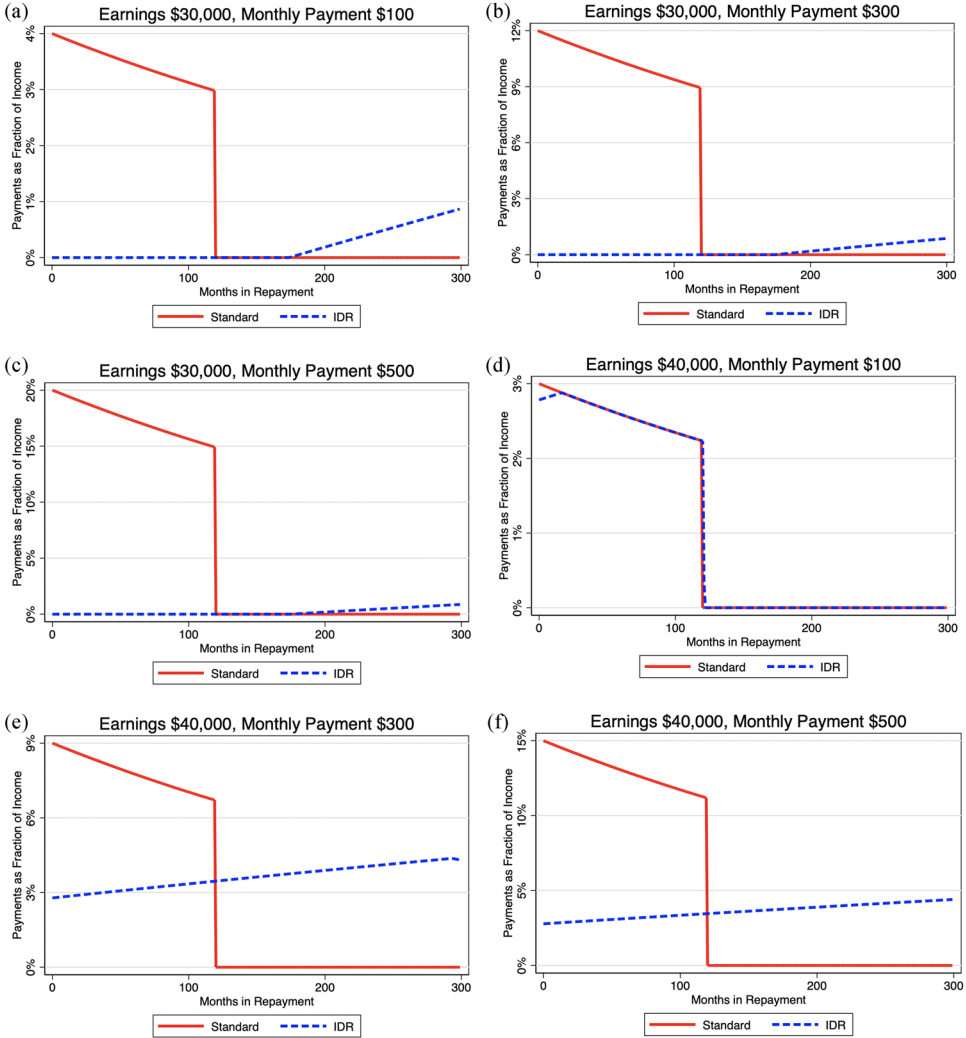 (a)
Earnings $30,000, Monthly Payment $100
Payments as Fraction of Income
4%
3%
2%
1%
0%
0
100
200
300
Months in Repayment
Standard
IDR
(b)
Earnings $30,000, Monthly Payment $300
Payments as Fraction of Income
12%
9%
6%
3%
0%
0
100
200
300
Months in Repayment
Standard
IDR
(c)
Earnings $30,000, Monthly Payment $500
Payments as Fraction of Income
20%
15%
10%
5%
0%
0
100
200
300
Months in Repayment
Standard
IDR
(d)
Earnings $40,000, Monthly Payment $100
Payments as Fraction of Income
3%
2%
1%
0%
0
100
200
300
Months in Repayment
Standard
IDR
(e)
Earnings $40,000, Monthly Payment $300
Payments as Fraction of Income
9%
6%
3%
0%
0
100
200
300
Months in Repayment
Standard
IDR
(f)
Earnings $40,000, Monthly Payment $500
Payments as Fraction of Income
15%
10%
5%
0%
0
100
200
300
Months in Repayment
Standard
IDR